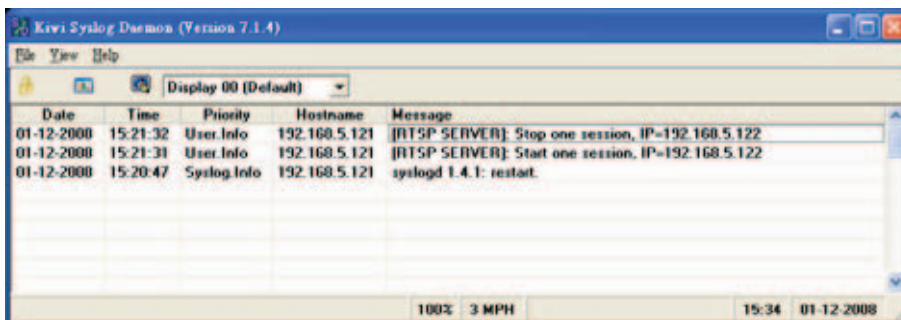 Kiwi Syslog Daemon (Version 7.1.4)
File View Help
Display 00 (Default)
Date Time Priority Hostname Message
01-12-2008 15:21:32 User.Info 192.168.5.121 [RTSP SERVER]: Stop one session, IP=192.168.5.122
01-12-2008 15:21:31 User.Info 192.168.5.121 [RTSP SERVER]: Start one session, IP=192.168.5.122
01-12-2008 15:20:47 Syslog.Info 192.168.5.121 syslogd 1.4.1: restart.
100% 3 MPH 15:34 01-12-2008